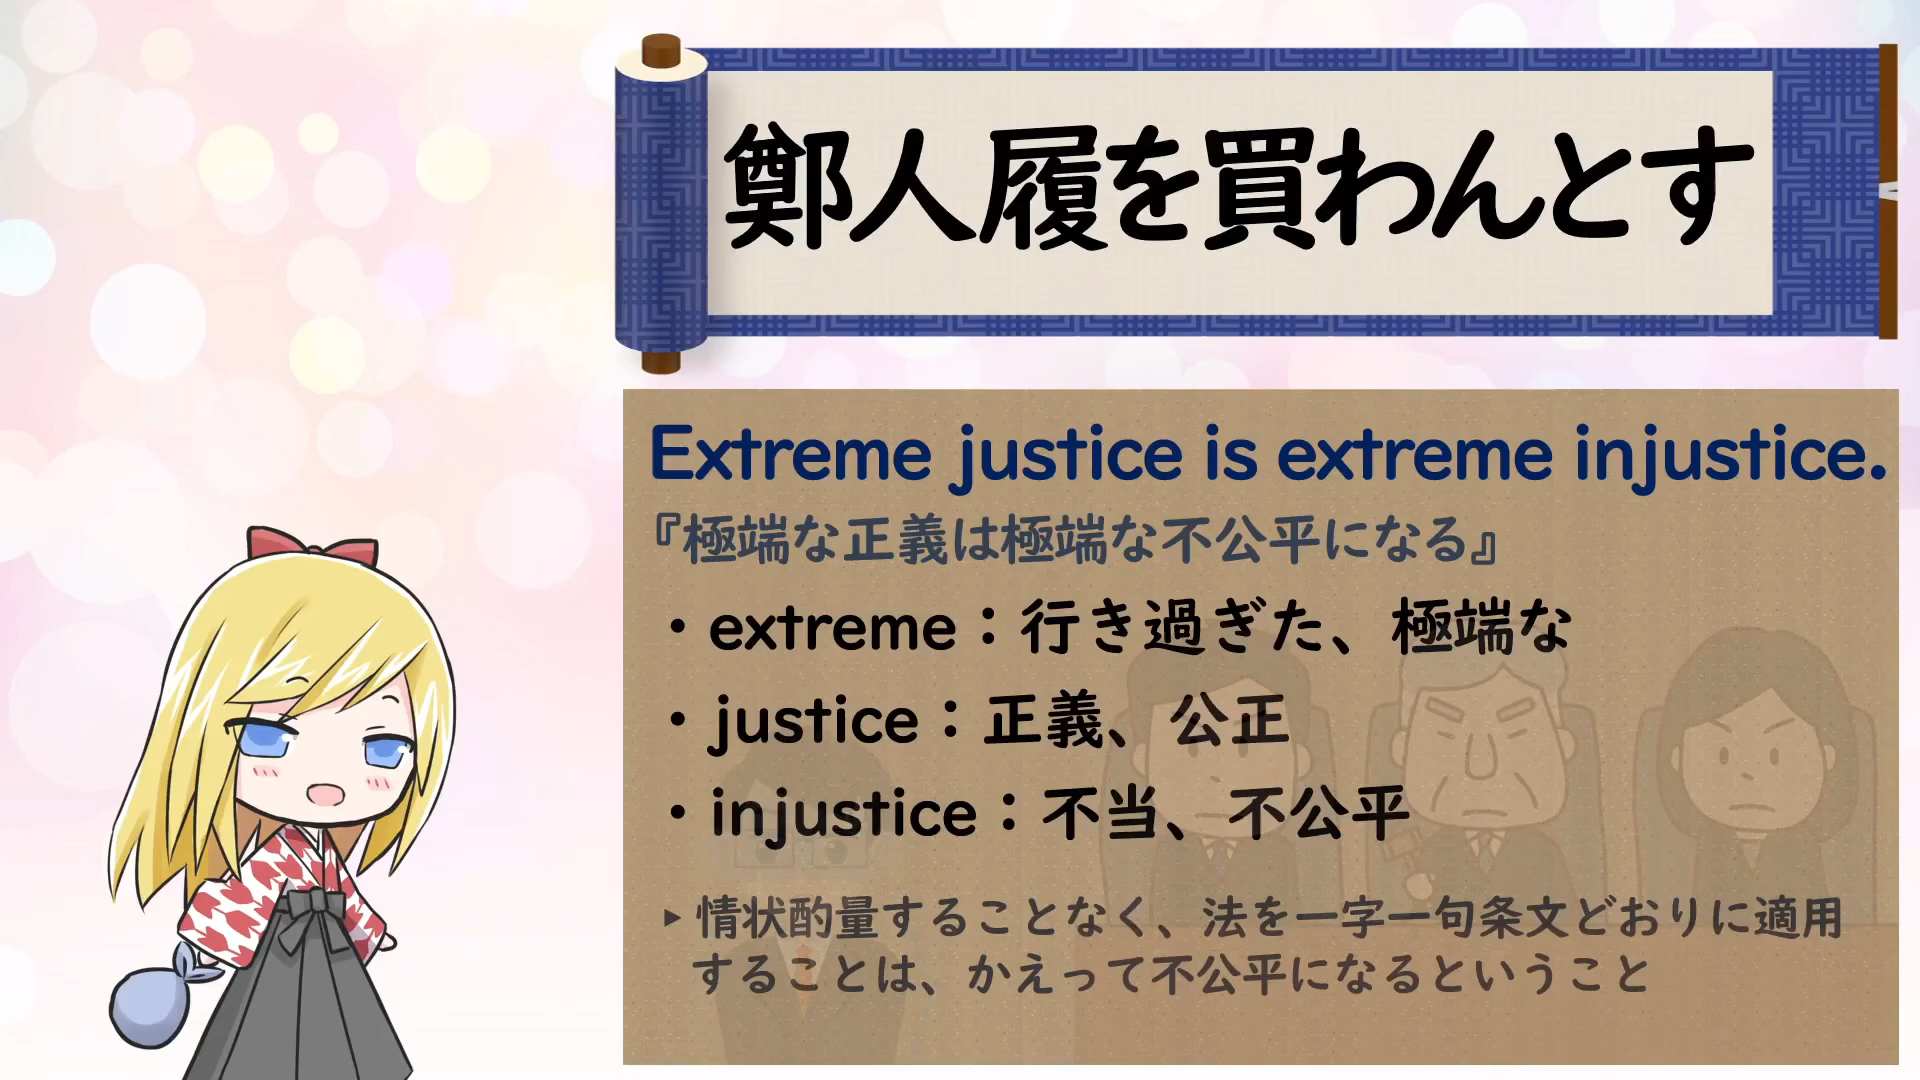 鄭人履を買わんとす
Extreme justice is extreme injustice.
『極端な正義は極端な不公平になる』
・extreme：行き過ぎた、極端な
・justice：正義、公正
・injustice：不当、不公平
▸情状酌量することなく、法を一字一句条文どおりに適用
することは、かえって不公平になるということ